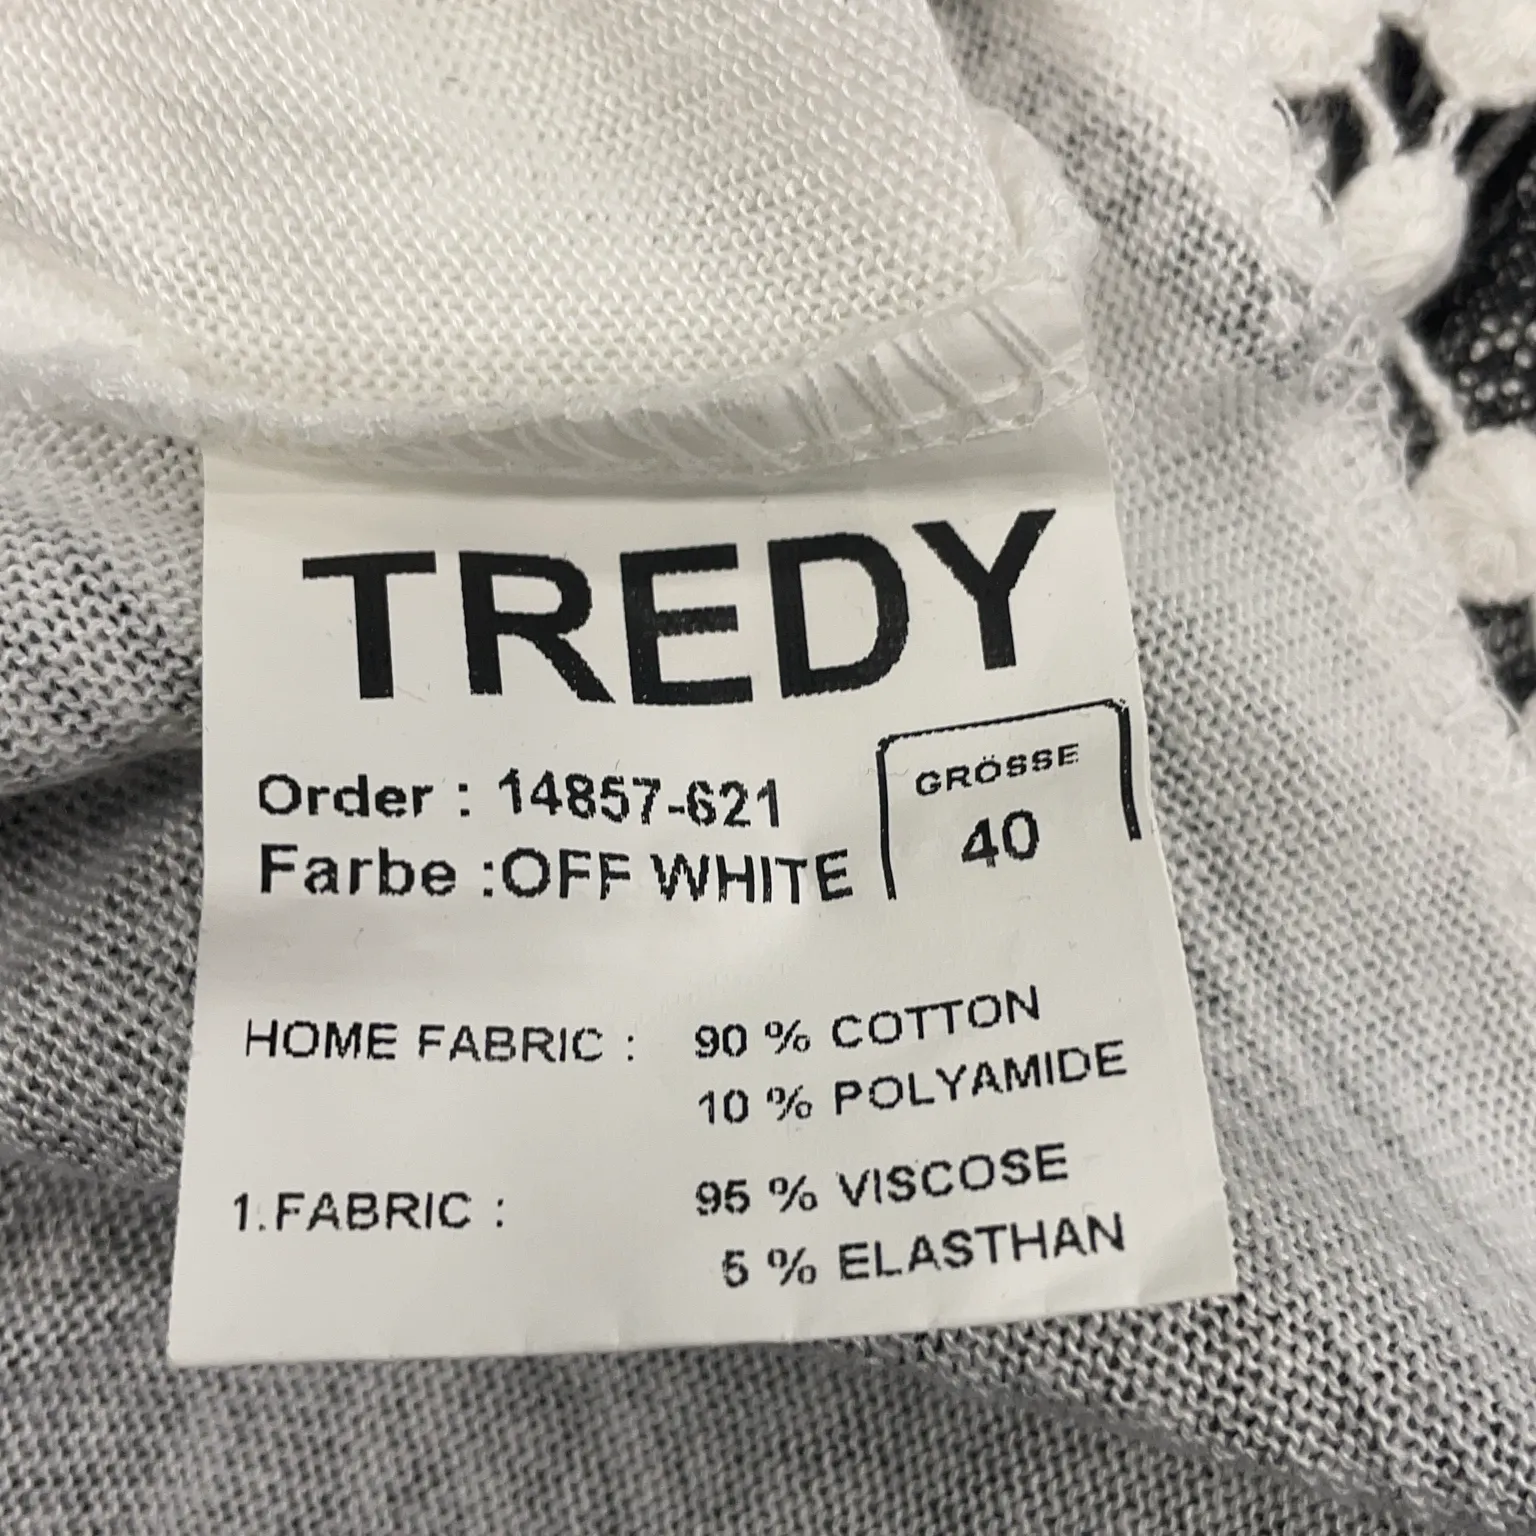 TREDY
Order : 14857-621
Farbe :OFF WHITE
GRÖSSE
40
HOME FABRIC : 90 % COTTON
10 % POLYAMIDE
1.FABRIC : 95 % VISCOSE
5 % ELASTHAN